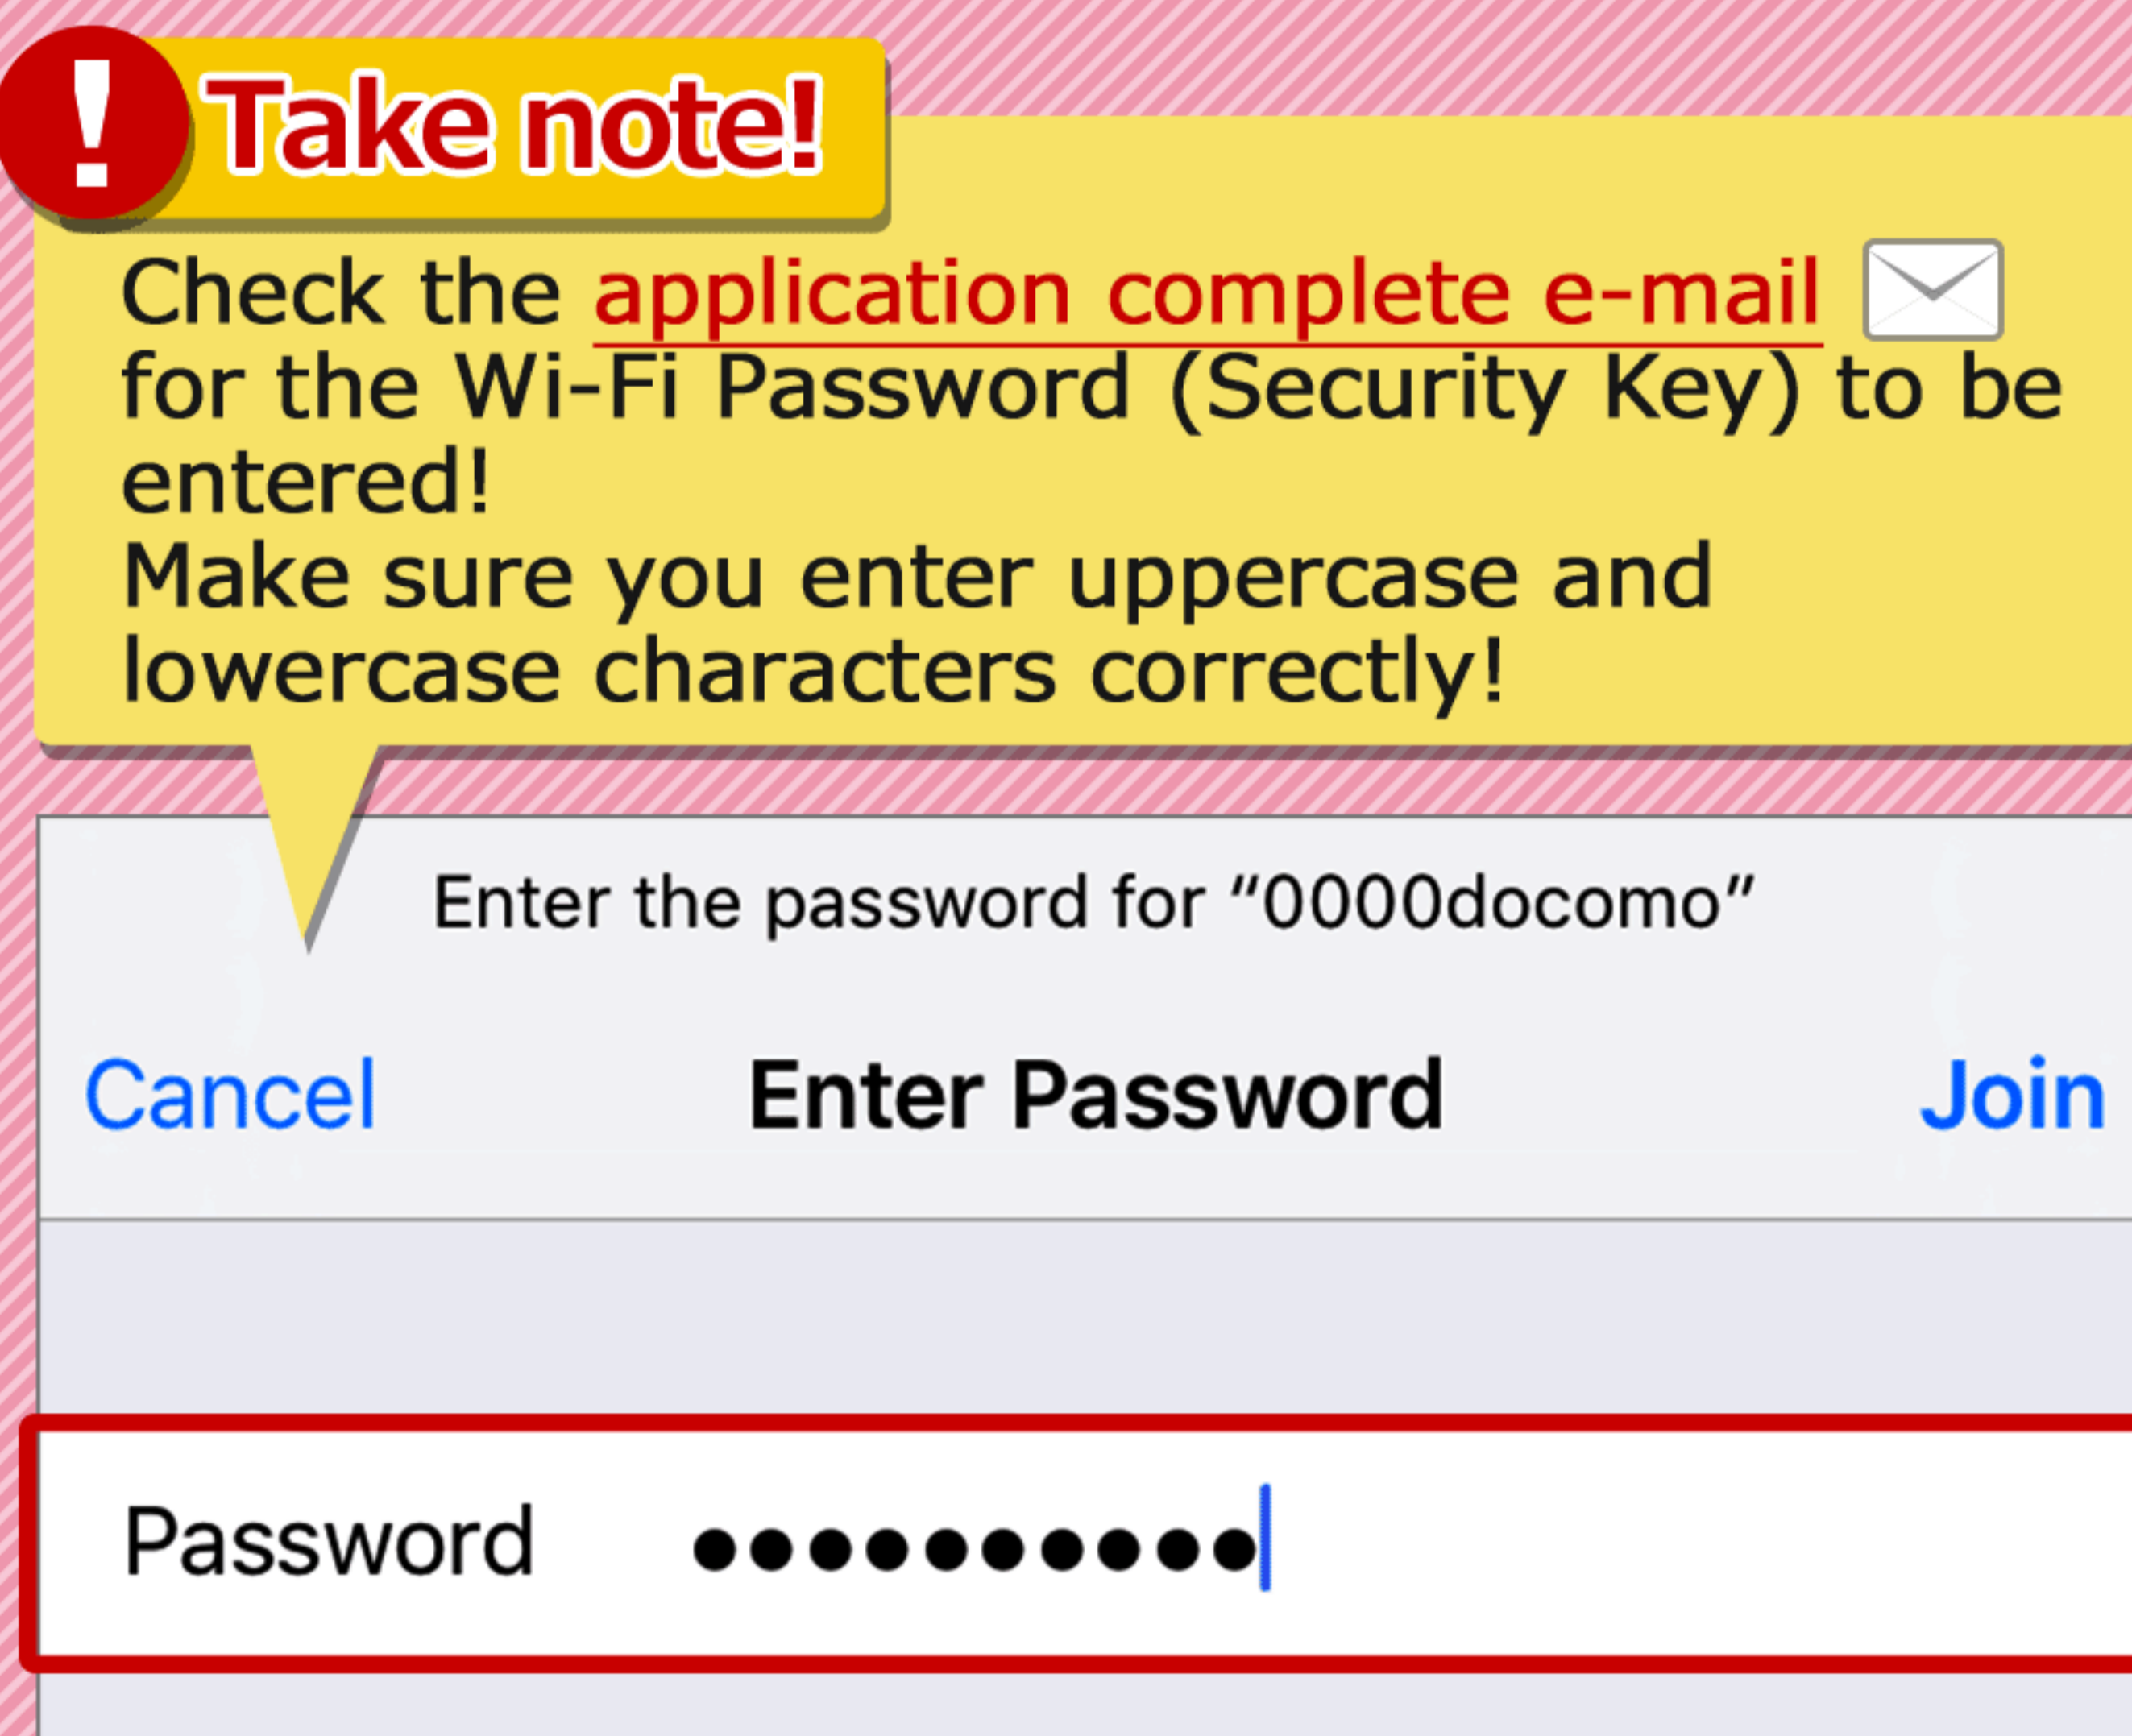 ! Take note!
Check the application complete e-mail
for the Wi-Fi Password (Security Key) to be
entered!
Make sure you enter uppercase and
lowercase characters correctly!
Enter the password for “0000docomo”
Cancel Enter Password Join
Password ●●●●●●●●●●